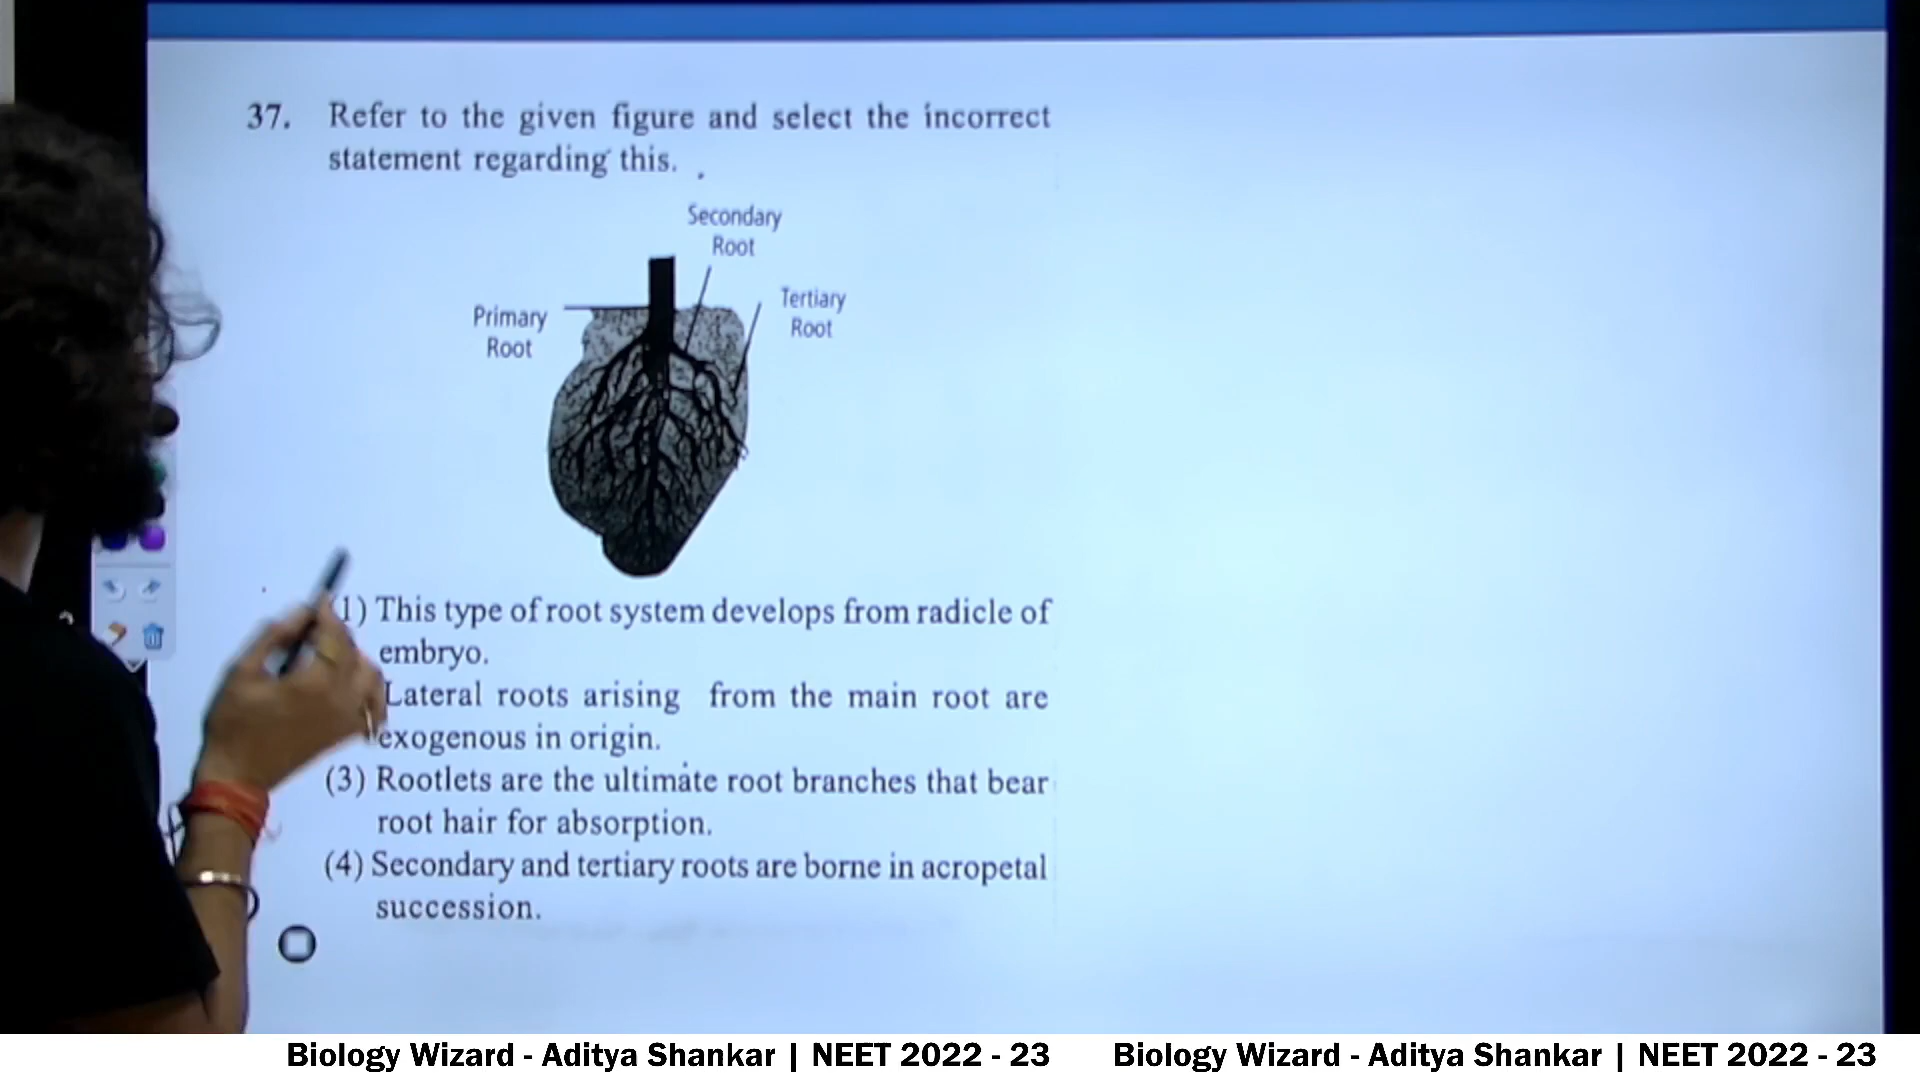 37. Refer to the given figure and select the incorrect
statement regarding this.
Secondary
Root
Tertiary
Root
Primary
Root
1) This type of root system develops from radicle of
embryo.
Lateral roots arising from the main root are
exogenous in origin.
(3) Rootlets are the ultimate root branches that bear
root hair for absorption.
(4) Secondary and tertiary roots are borne in acropetal
succession.
Biology Wizard - Aditya Shankar | NEET 2022 - 23 Biology Wizard - Aditya Shankar | NEET 2022 - 23